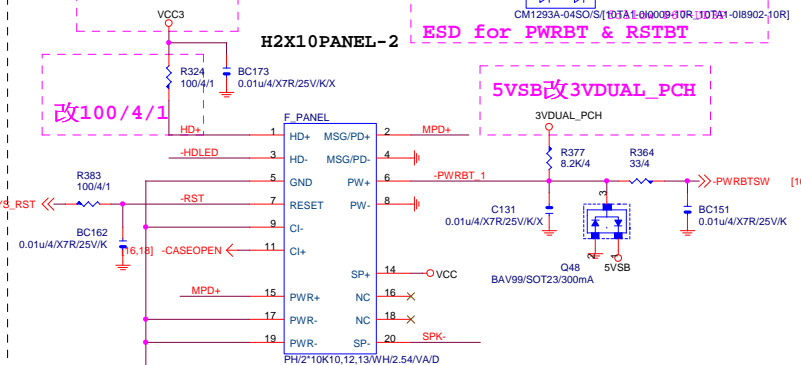 CM1293A-04SO/S/[
VCC3
H2X10PANEL-2
ESD for PWRBT & RSTBT
R324
100/4/1
BC173
0.01u/4/X7R/25V/K/X
改100/4/1
5VSB改3VDUAL_PCH
3VDUAL_PCH
F_PANEL
HD+ 1 HD+ MSG/PD+ 2 MPD+
-HDLED 3 HD- MSG/PD- 4
R377
8.2K/4
R364
33/4
R383
100/4/1
5 GND PW+ 6 -PWRBT_1
-PWRBTSW
S_RST
-RST 7 RESET PW- 8
C131
0.01u/4/X7R/25V/K/X
3
BC151
0.01u/4/X7R/25V/K
9 CI-
BC162
0.01u/4/X7R/25V/K
[16,18] -CASEOPEN 11 CI+
2 1
Q48
BAV99/SOT23/300mA
5VSB
SP+ 14 VCC
MPD+ 15 PWR+ NC 16
17 PWR- NC 18
19 PWR- SP- 20 SPK-
PH/2*10K10,12,13/WH/2.54/VA/D